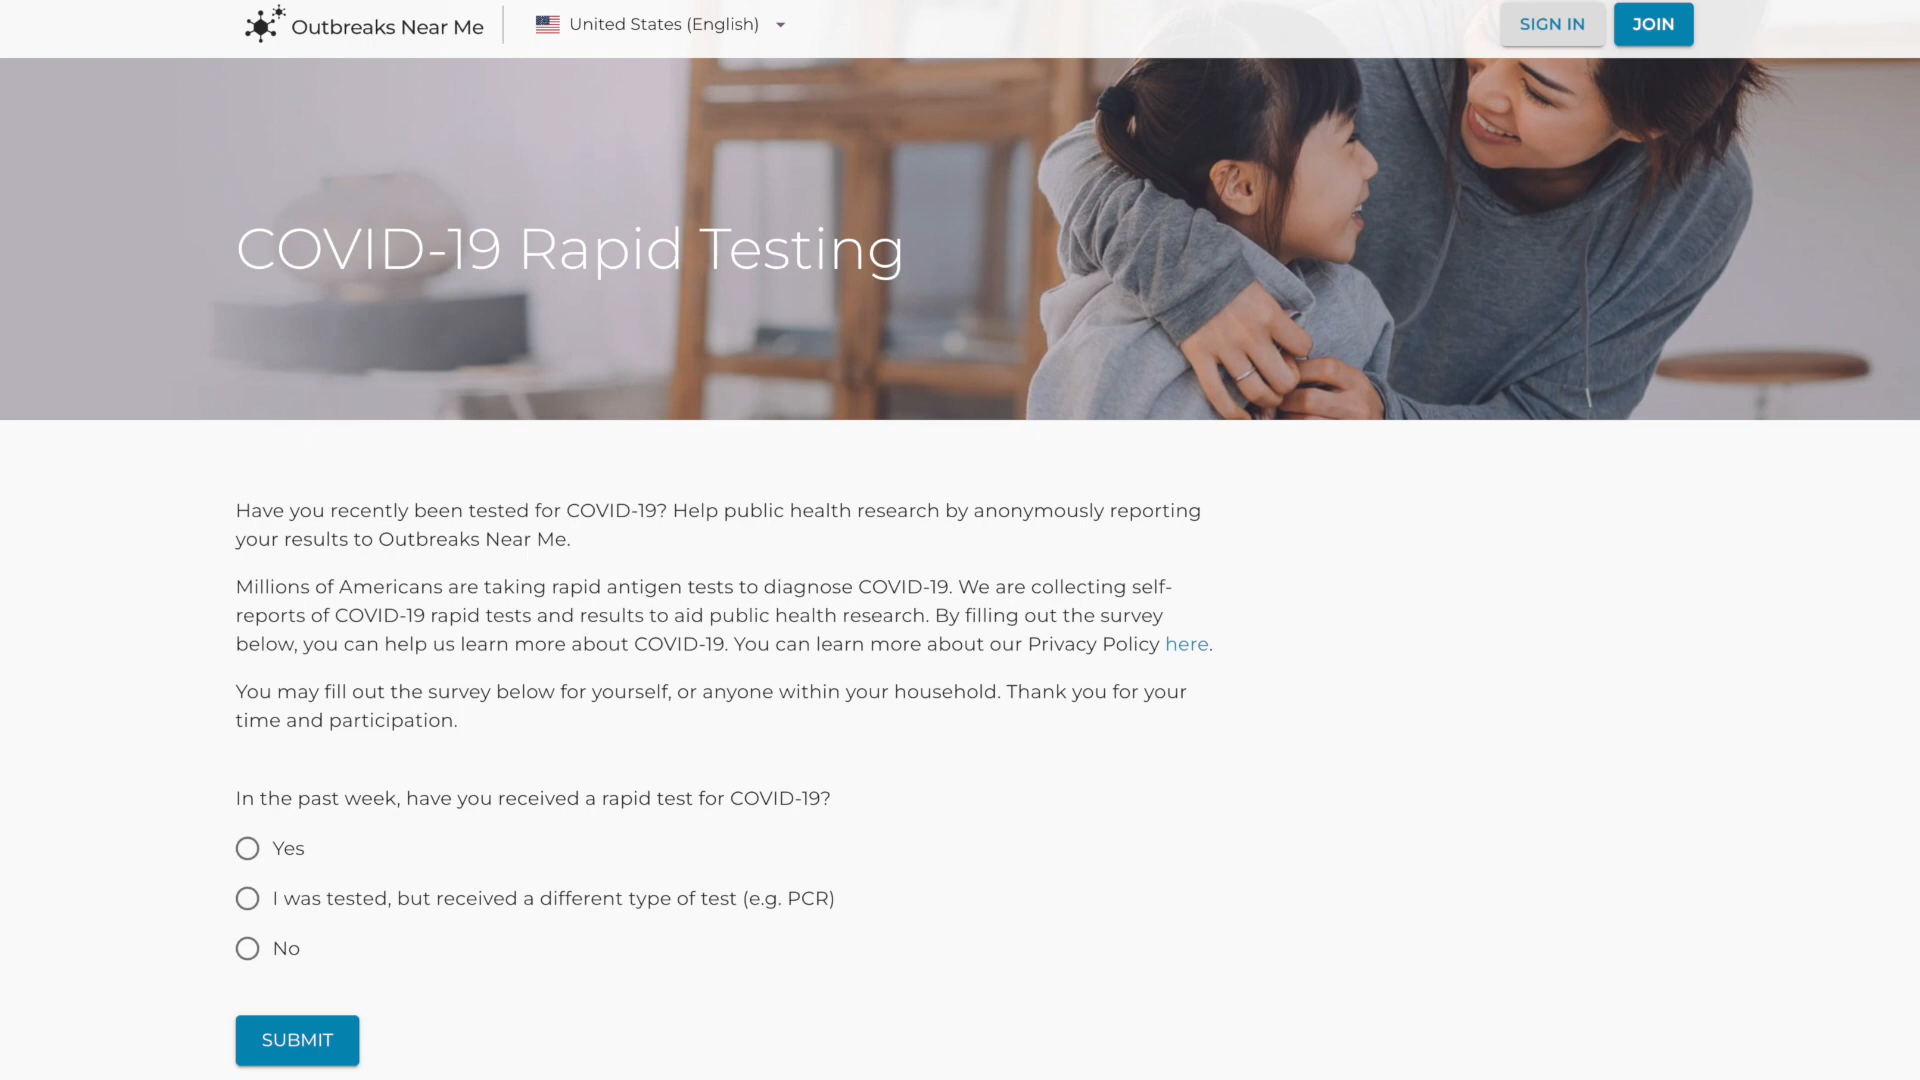 Outbreaks Near Me
United States (English)
SIGN IN
JOIN
COVID-19 Rapid Testing
Have you recently been tested for COVID-19? Help public health research by anonymously reporting
your results to Outbreaks Near Me.
Millions of Americans are taking rapid antigen tests to diagnose COVID-19. We are collecting self-
reports of COVID-19 rapid tests and results to aid public health research. By filling out the survey
below, you can help us learn more about COVID-19. You can learn more about our Privacy Policy here.
You may fill out the survey below for yourself, or anyone within your household. Thank you for your
time and participation.
In the past week, have you received a rapid test for COVID-19?
Yes
I was tested, but received a different type of test (e.g. PCR)
No
SUBMIT